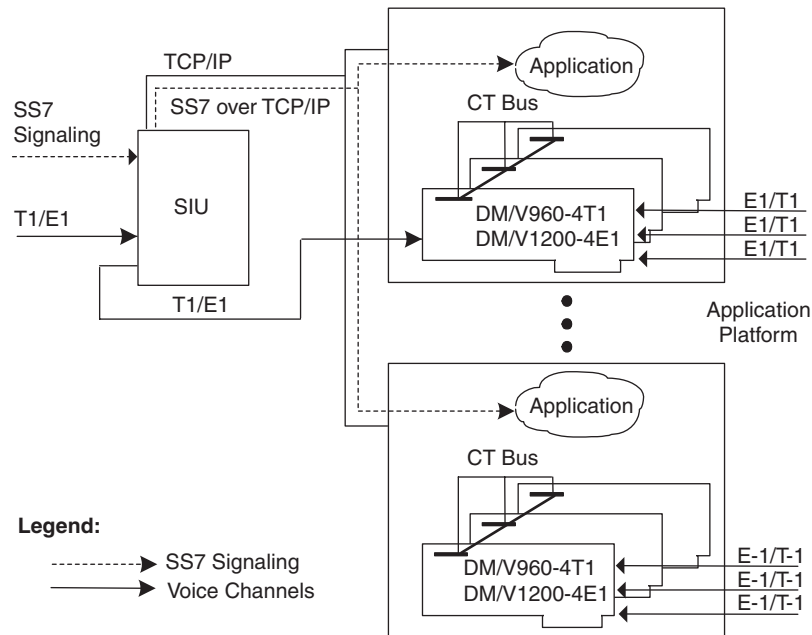 TCP/IP
SS7 over TCP/IP
SS7
Signaling
SIU
T1/E1
T1/E1
Application
CT Bus
DM/V960-4T1
DM/V1200-4E1
E1/T1
E1/T1
E1/T1
Application
Platform
Application
CT Bus
DM/V960-4T1
DM/V1200-4E1
E-1/T-1
E-1/T-1
E-1/T-1
Legend:
SS7 Signaling
Voice Channels